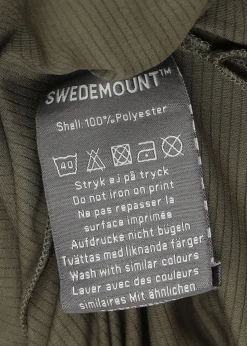 SWEDEMOUNT™
Shell: 100% Polyester
40
Stryk ej på tryck
Do not iron on print
Ne pas repasser la
surface imprimée
Aufdrucke nicht bügeln
Tvättas med liknande färger
Wash with similar colours
Laver avec des couleurs
similaires Mit ähnlichen